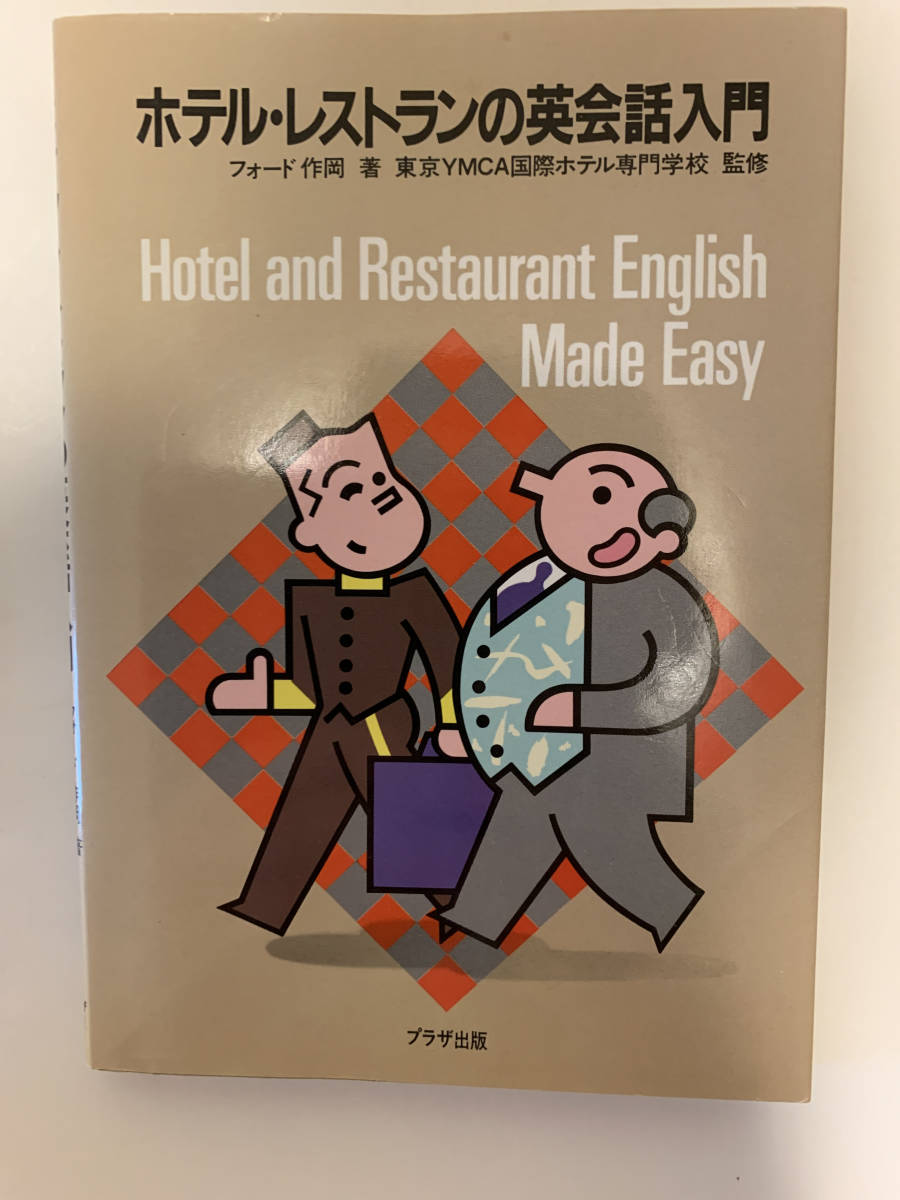 ホテル・レストランの英会話入門
フォード 作岡 著 東京YMCA国際ホテル専門学校 監修
Hotel and Restaurant English
Made Easy
プラザ出版